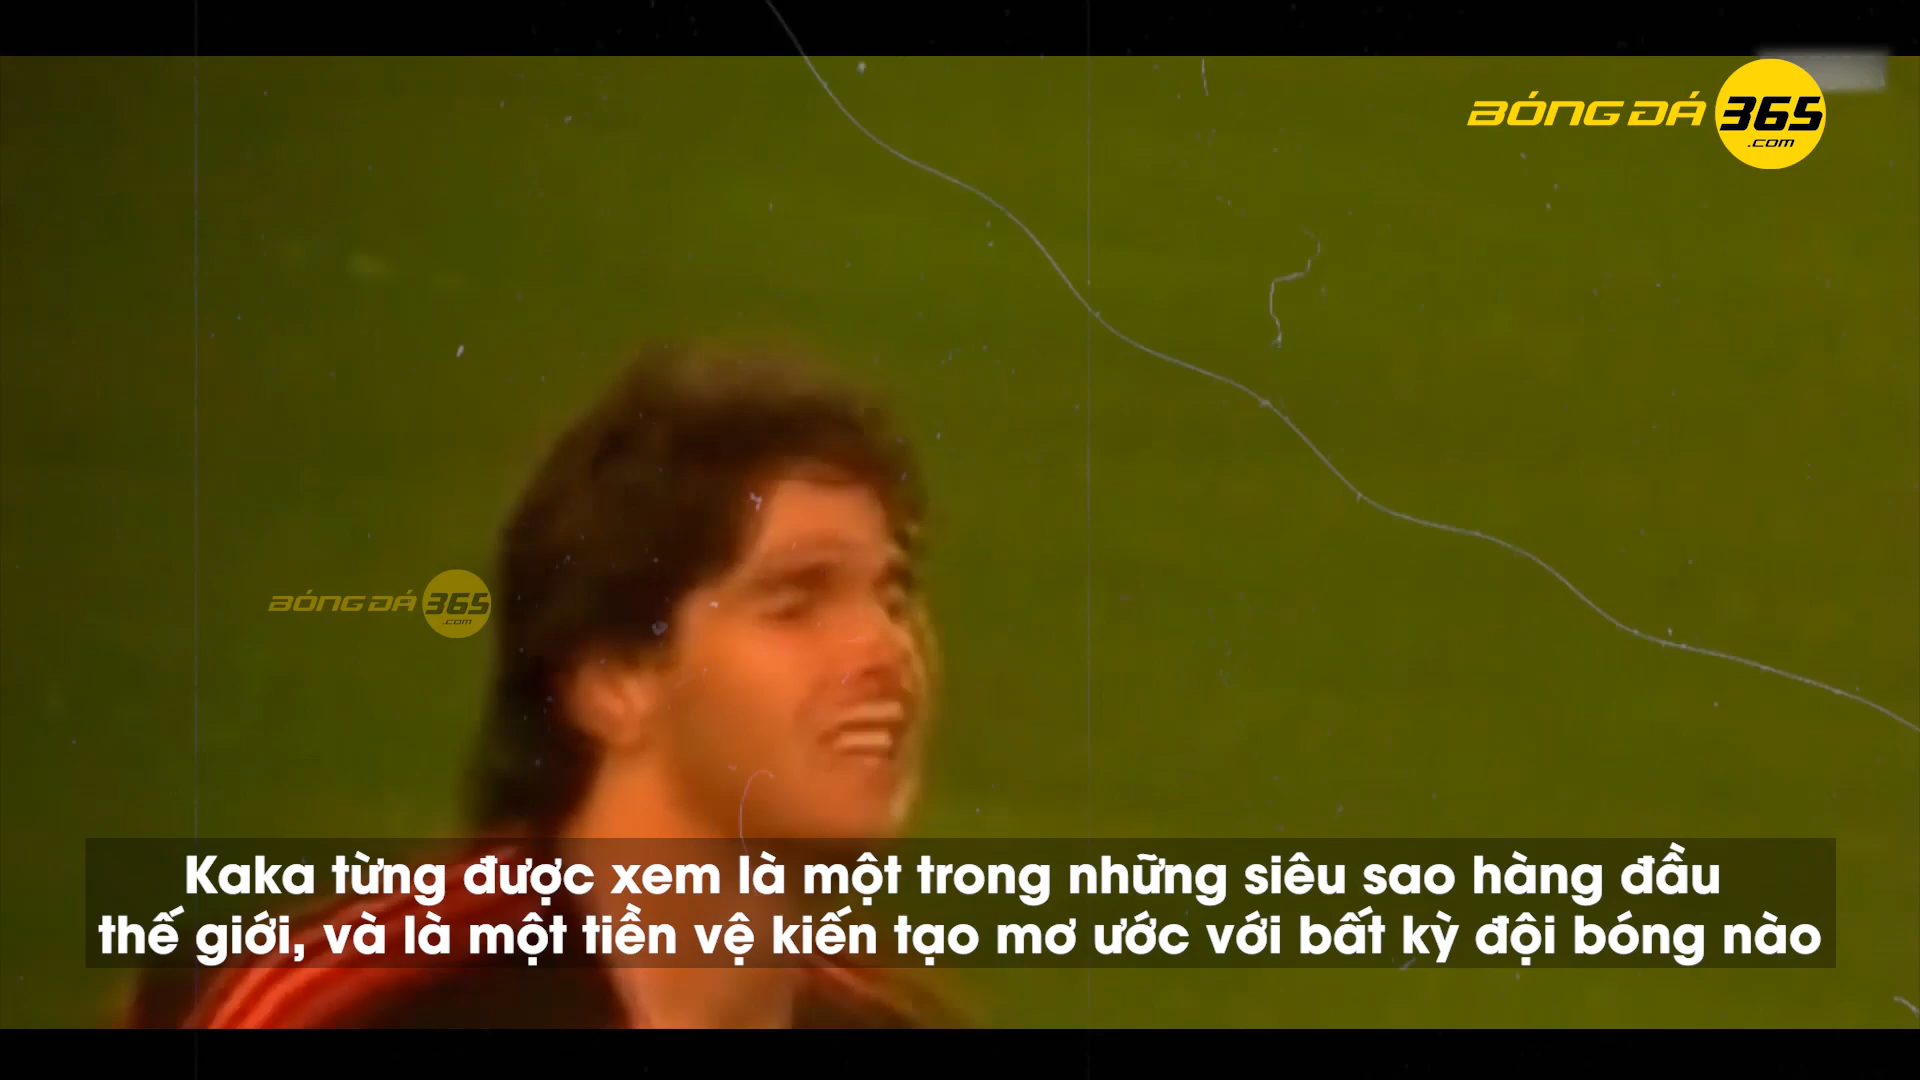 BÓNG ĐÁ 365
.COM
BÓNG ĐÁ 365
.COM
Kaka từng được xem là một trong những siêu sao hàng đầu
thế giới, và là một tiền vệ kiến tạo mơ ước với bất kỳ đội bóng nào